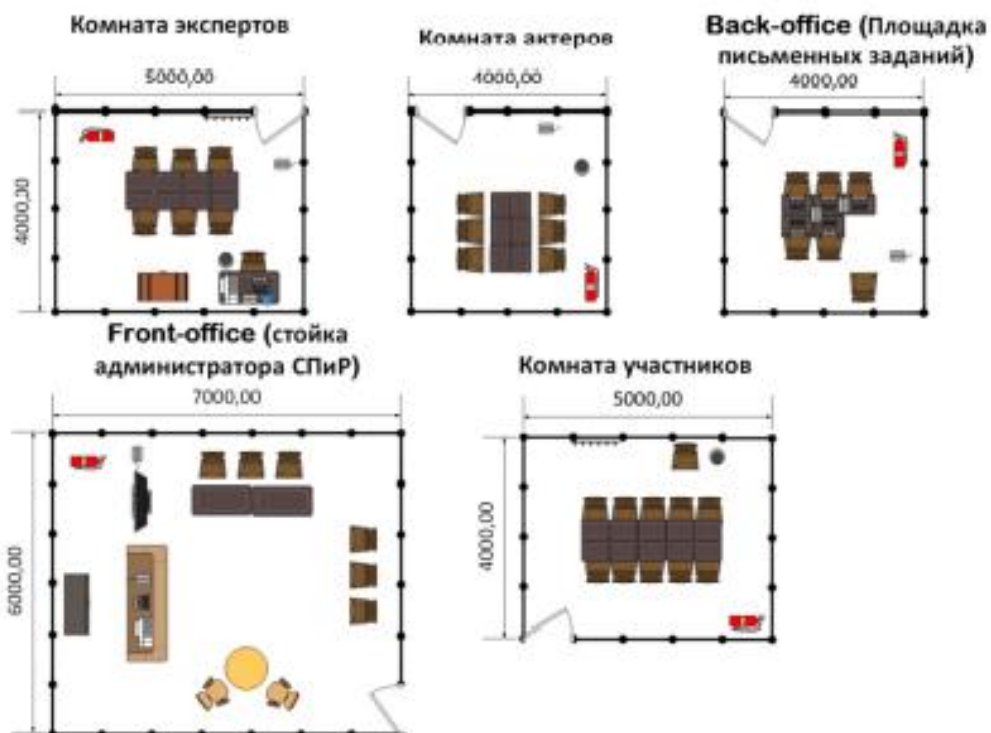 Комната экспертов
5000,00
4000,00
Комната актеров
4000,00
Back-office (Площадка
письменных заданий)
4000,00
Front-office (стойка
администратора СПиР)
7000,00
6000,00
Комната участников
5000,00
4000,00